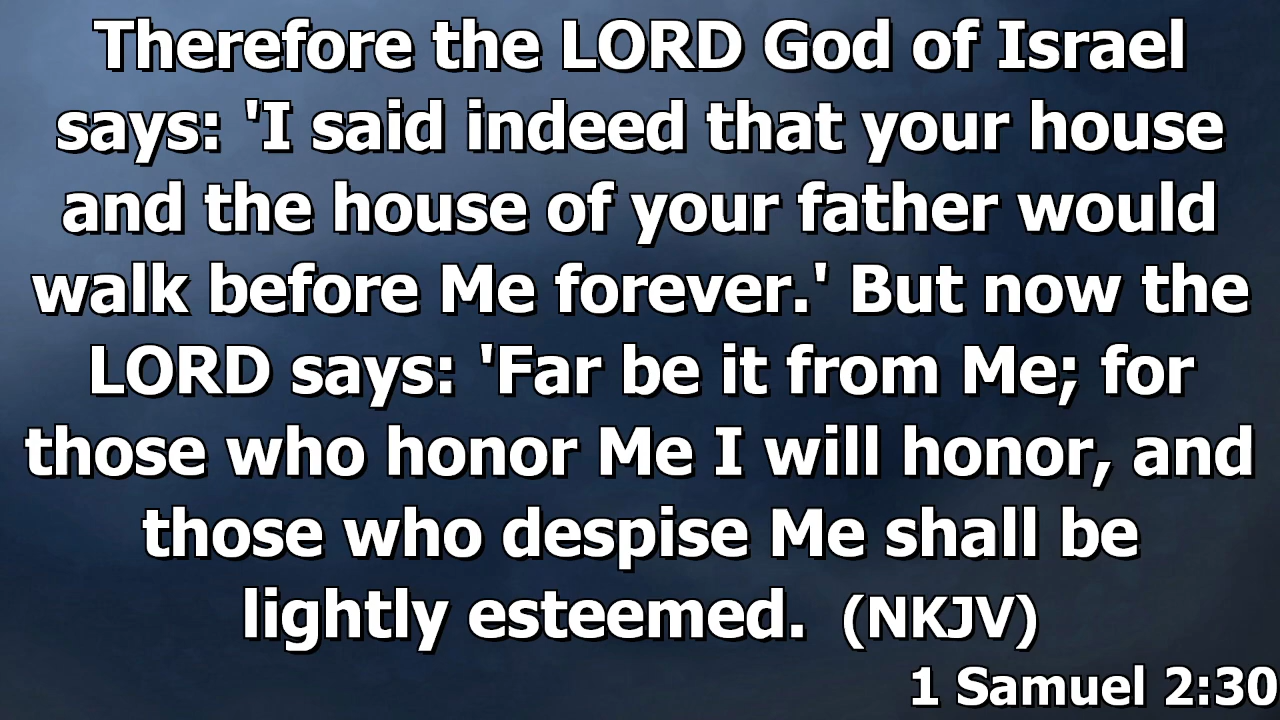 Therefore the LORD God of Israel
says: 'I said indeed that your house
and the house of your father would
walk before Me forever.' But now the
LORD says: 'Far be it from Me; for
those who honor Me I will honor, and
those who despise Me shall be
lightly esteemed. (NKJV)
1 Samuel 2:30